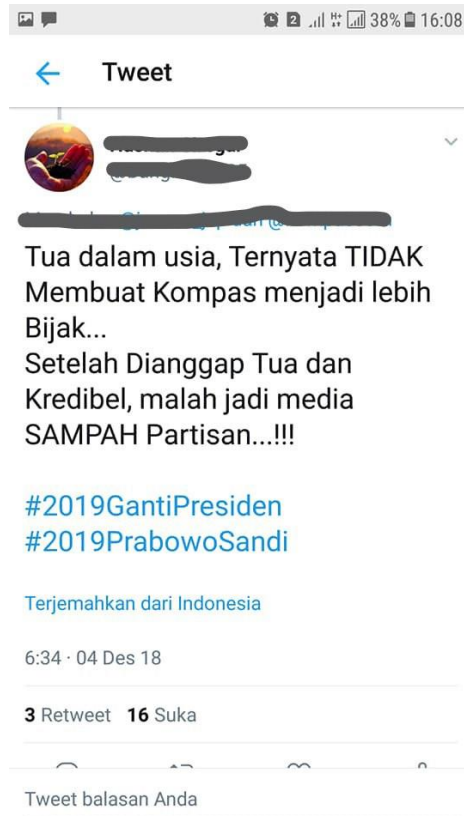 2 H+ 38% 16:08
Tweet
Tua dalam usia, Ternyata TIDAK
Membuat Kompas menjadi lebih
Bijak...
Setelah Dianggap Tua dan
Kredibel, malah jadi media
SAMPAH Partisan...!!!
#2019GantiPresiden
#2019PrabowoSandi
Terjemahkan dari Indonesia
6:34 · 04 Des 18
3 Retweet 16 Suka
Tweet balasan Anda